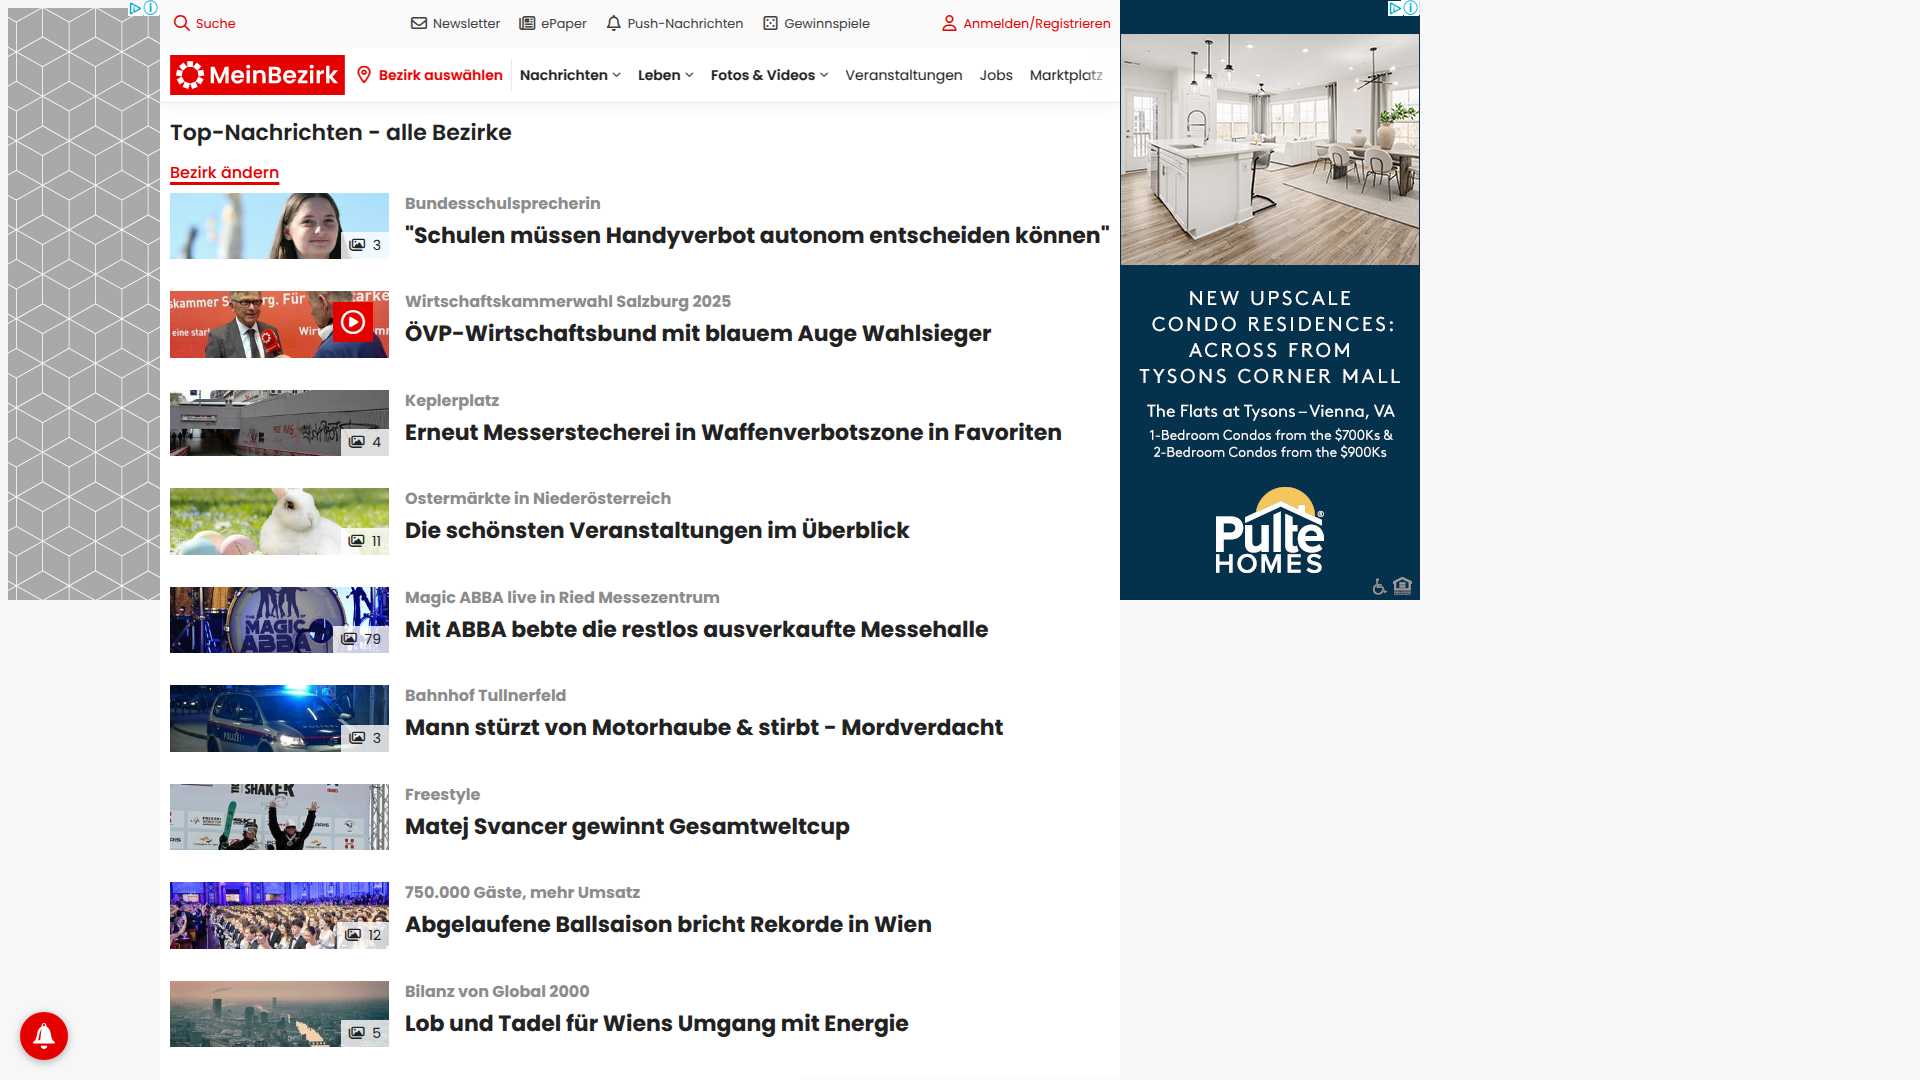 Suche
Newsletter
ePaper
Push-Nachrichten
Gewinnspiele
Anmelden/Registrieren
MeinBezirk
Bezirk auswählen
Nachrichten
Leben
Fotos & Videos
Veranstaltungen
Jobs
Marktplatz
Top-Nachrichten - alle Bezirke
Bezirk ändern
Bundesschulsprecherin
3
"Schulen müssen Handyverbot autonom entscheiden können"
Wirtschaftskammerwahl Salzburg 2025
ÖVP-Wirtschaftsbund mit blauem Auge Wahlsieger
Keplerplatz
4
Erneut Messerstecherei in Waffenverbotszone in Favoriten
Ostermärkte in Niederösterreich
11
Die schönsten Veranstaltungen im Überblick
Magic ABBA live in Ried Messezentrum
MAGIC
ABBA
79
Mit ABBA bebte die restlos ausverkaufte Messehalle
Bahnhof Tullnerfeld
POLIZEI
3
Mann stürzt von Motorhaube & stirbt - Mordverdacht
Freestyle
SHAKER
Matej Svancer gewinnt Gesamtweltcup
750.000 Gäste, mehr Umsatz
12
Abgelaufene Ballsaison bricht Rekorde in Wien
Bilanz von Global 2000
5
Lob und Tadel für Wiens Umgang mit Energie
NEW UPSCALE
CONDO RESIDENCES:
ACROSS FROM
TYSONS CORNER MALL
The Flats at Tysons – Vienna, VA
1-Bedroom Condos from the $700Ks &
2-Bedroom Condos from the $900Ks
Pulte®
HOMES